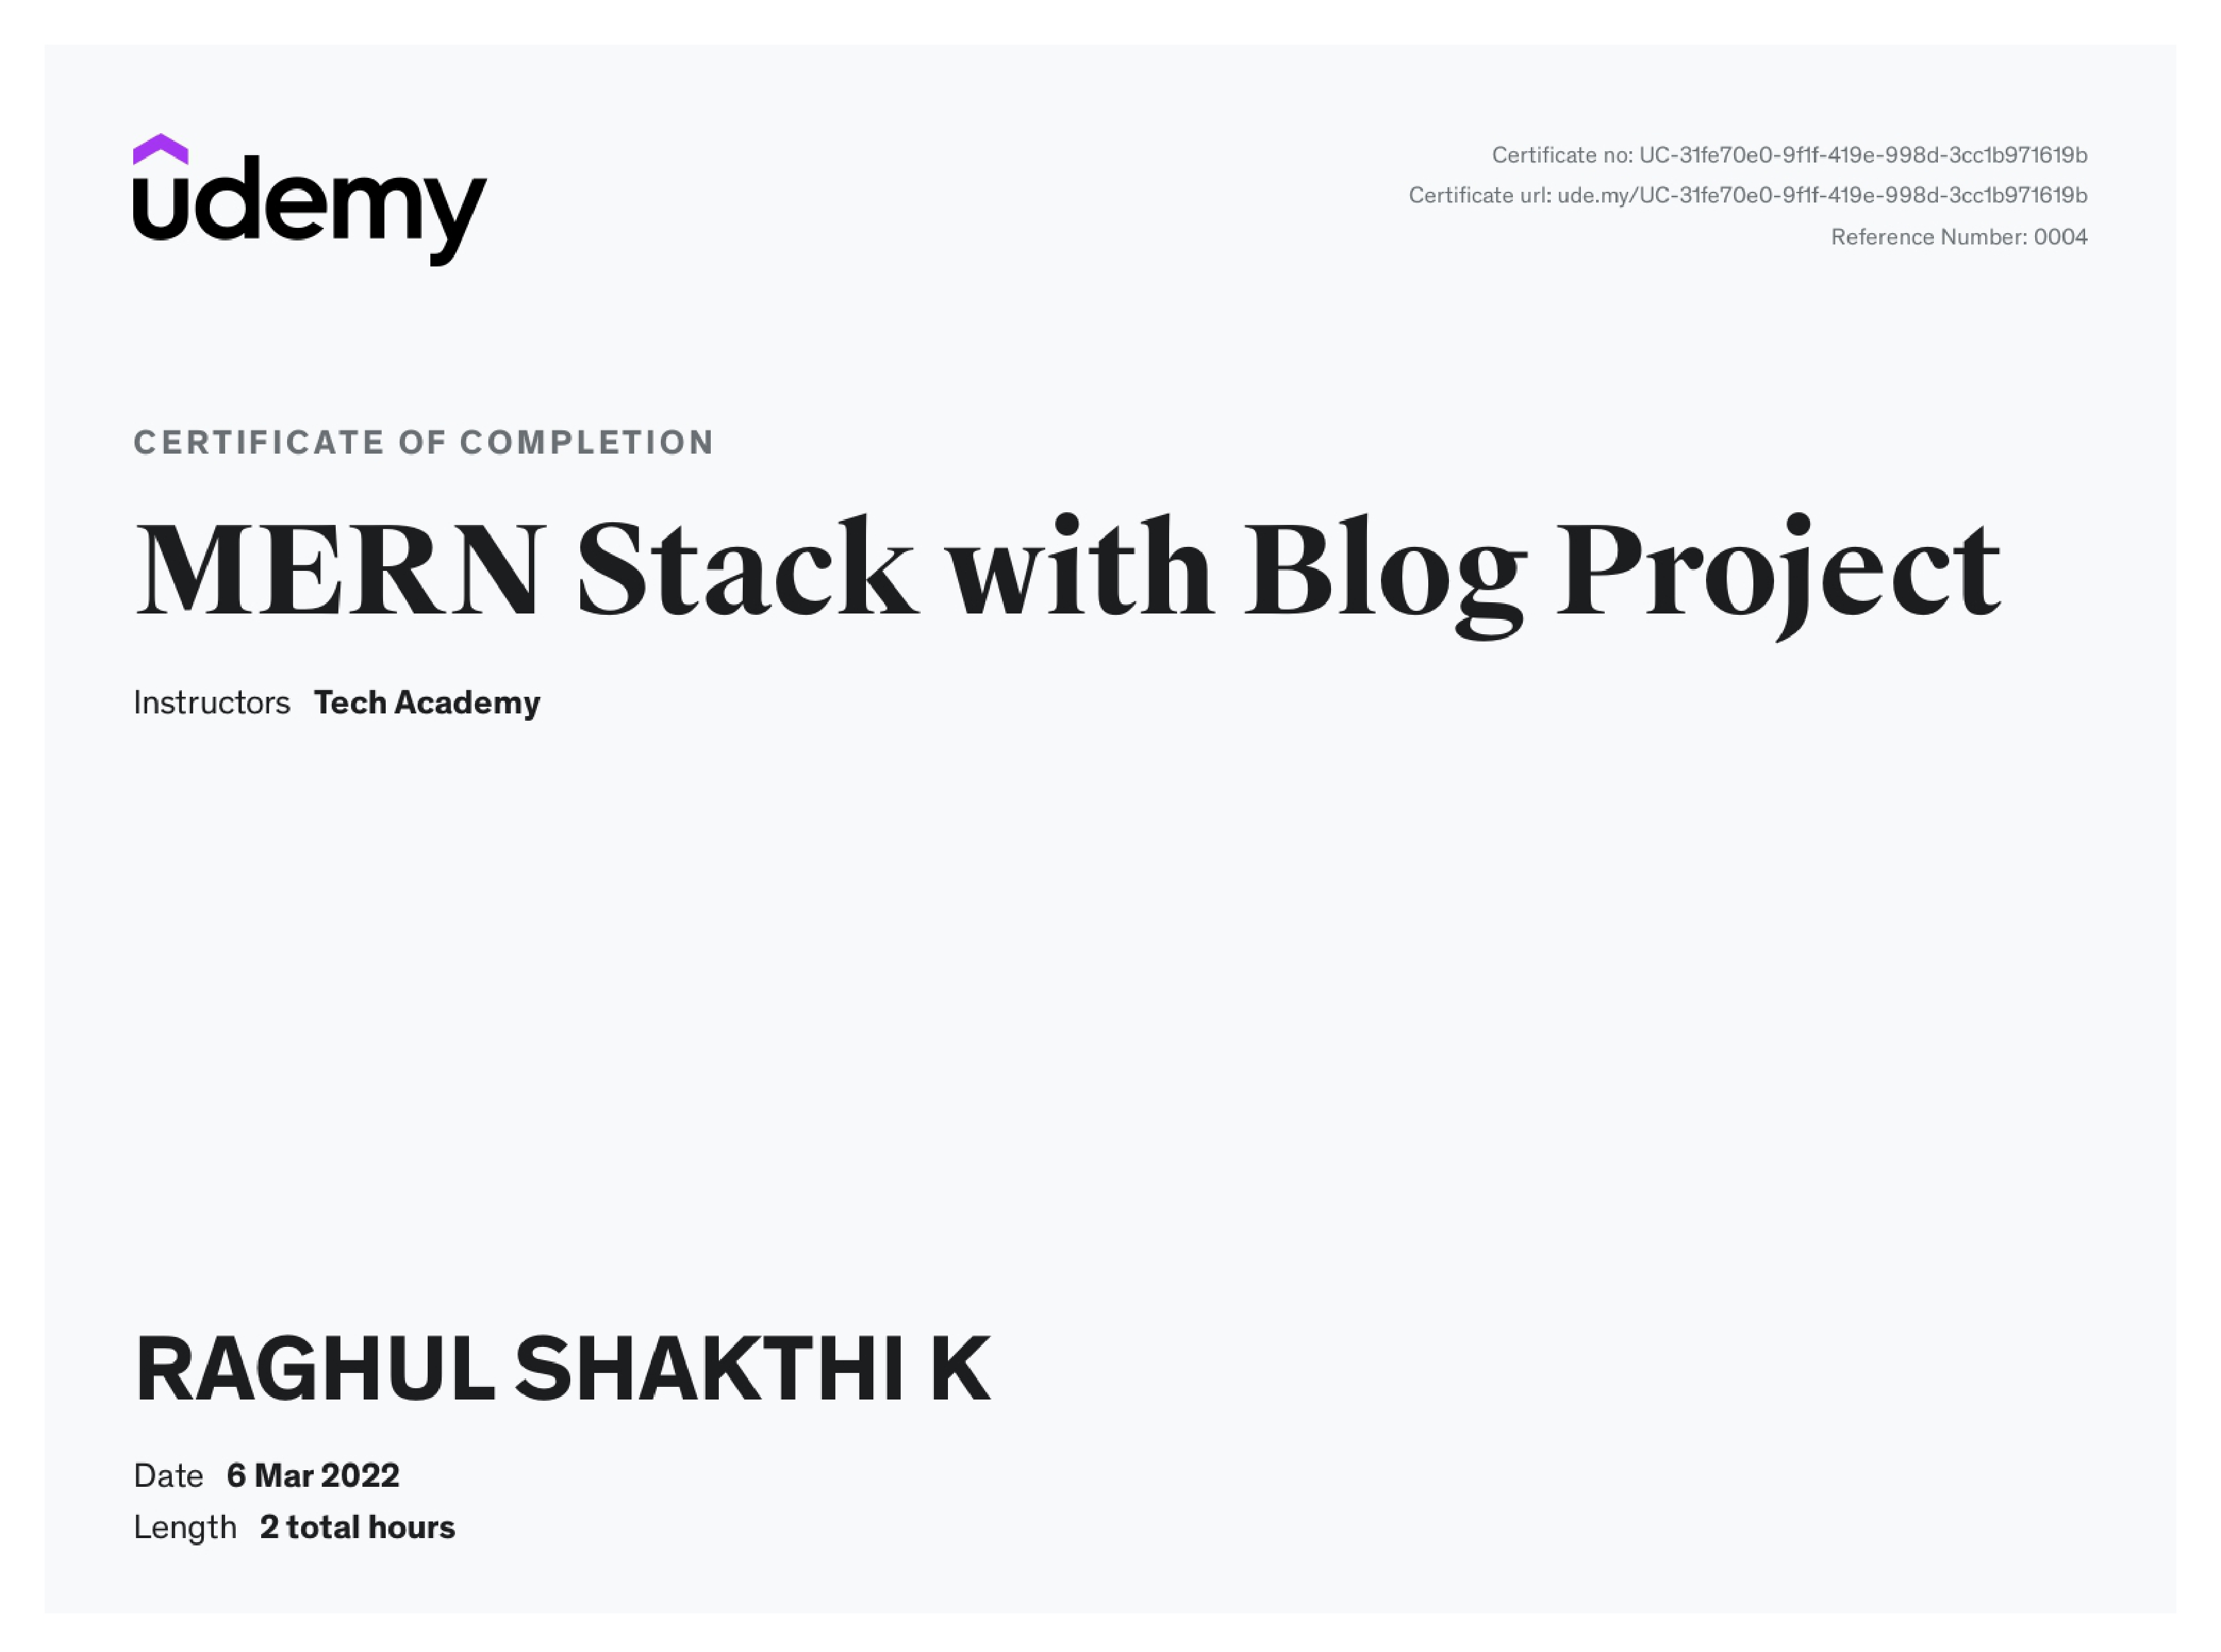 udemy
Certificate no: UC-31fe70e0-9f1f-419e-998d-3cc1b971619b
Certificate url: ude.my/UC-31fe70e0-9f1f-419e-998d-3cc1b971619b
Reference Number: 0004
CERTIFICATE OF COMPLETION
MERN Stack with Blog Project
Instructors Tech Academy
RAGHUL SHAKTHI K
Date 6 Mar 2022
Length 2 total hours